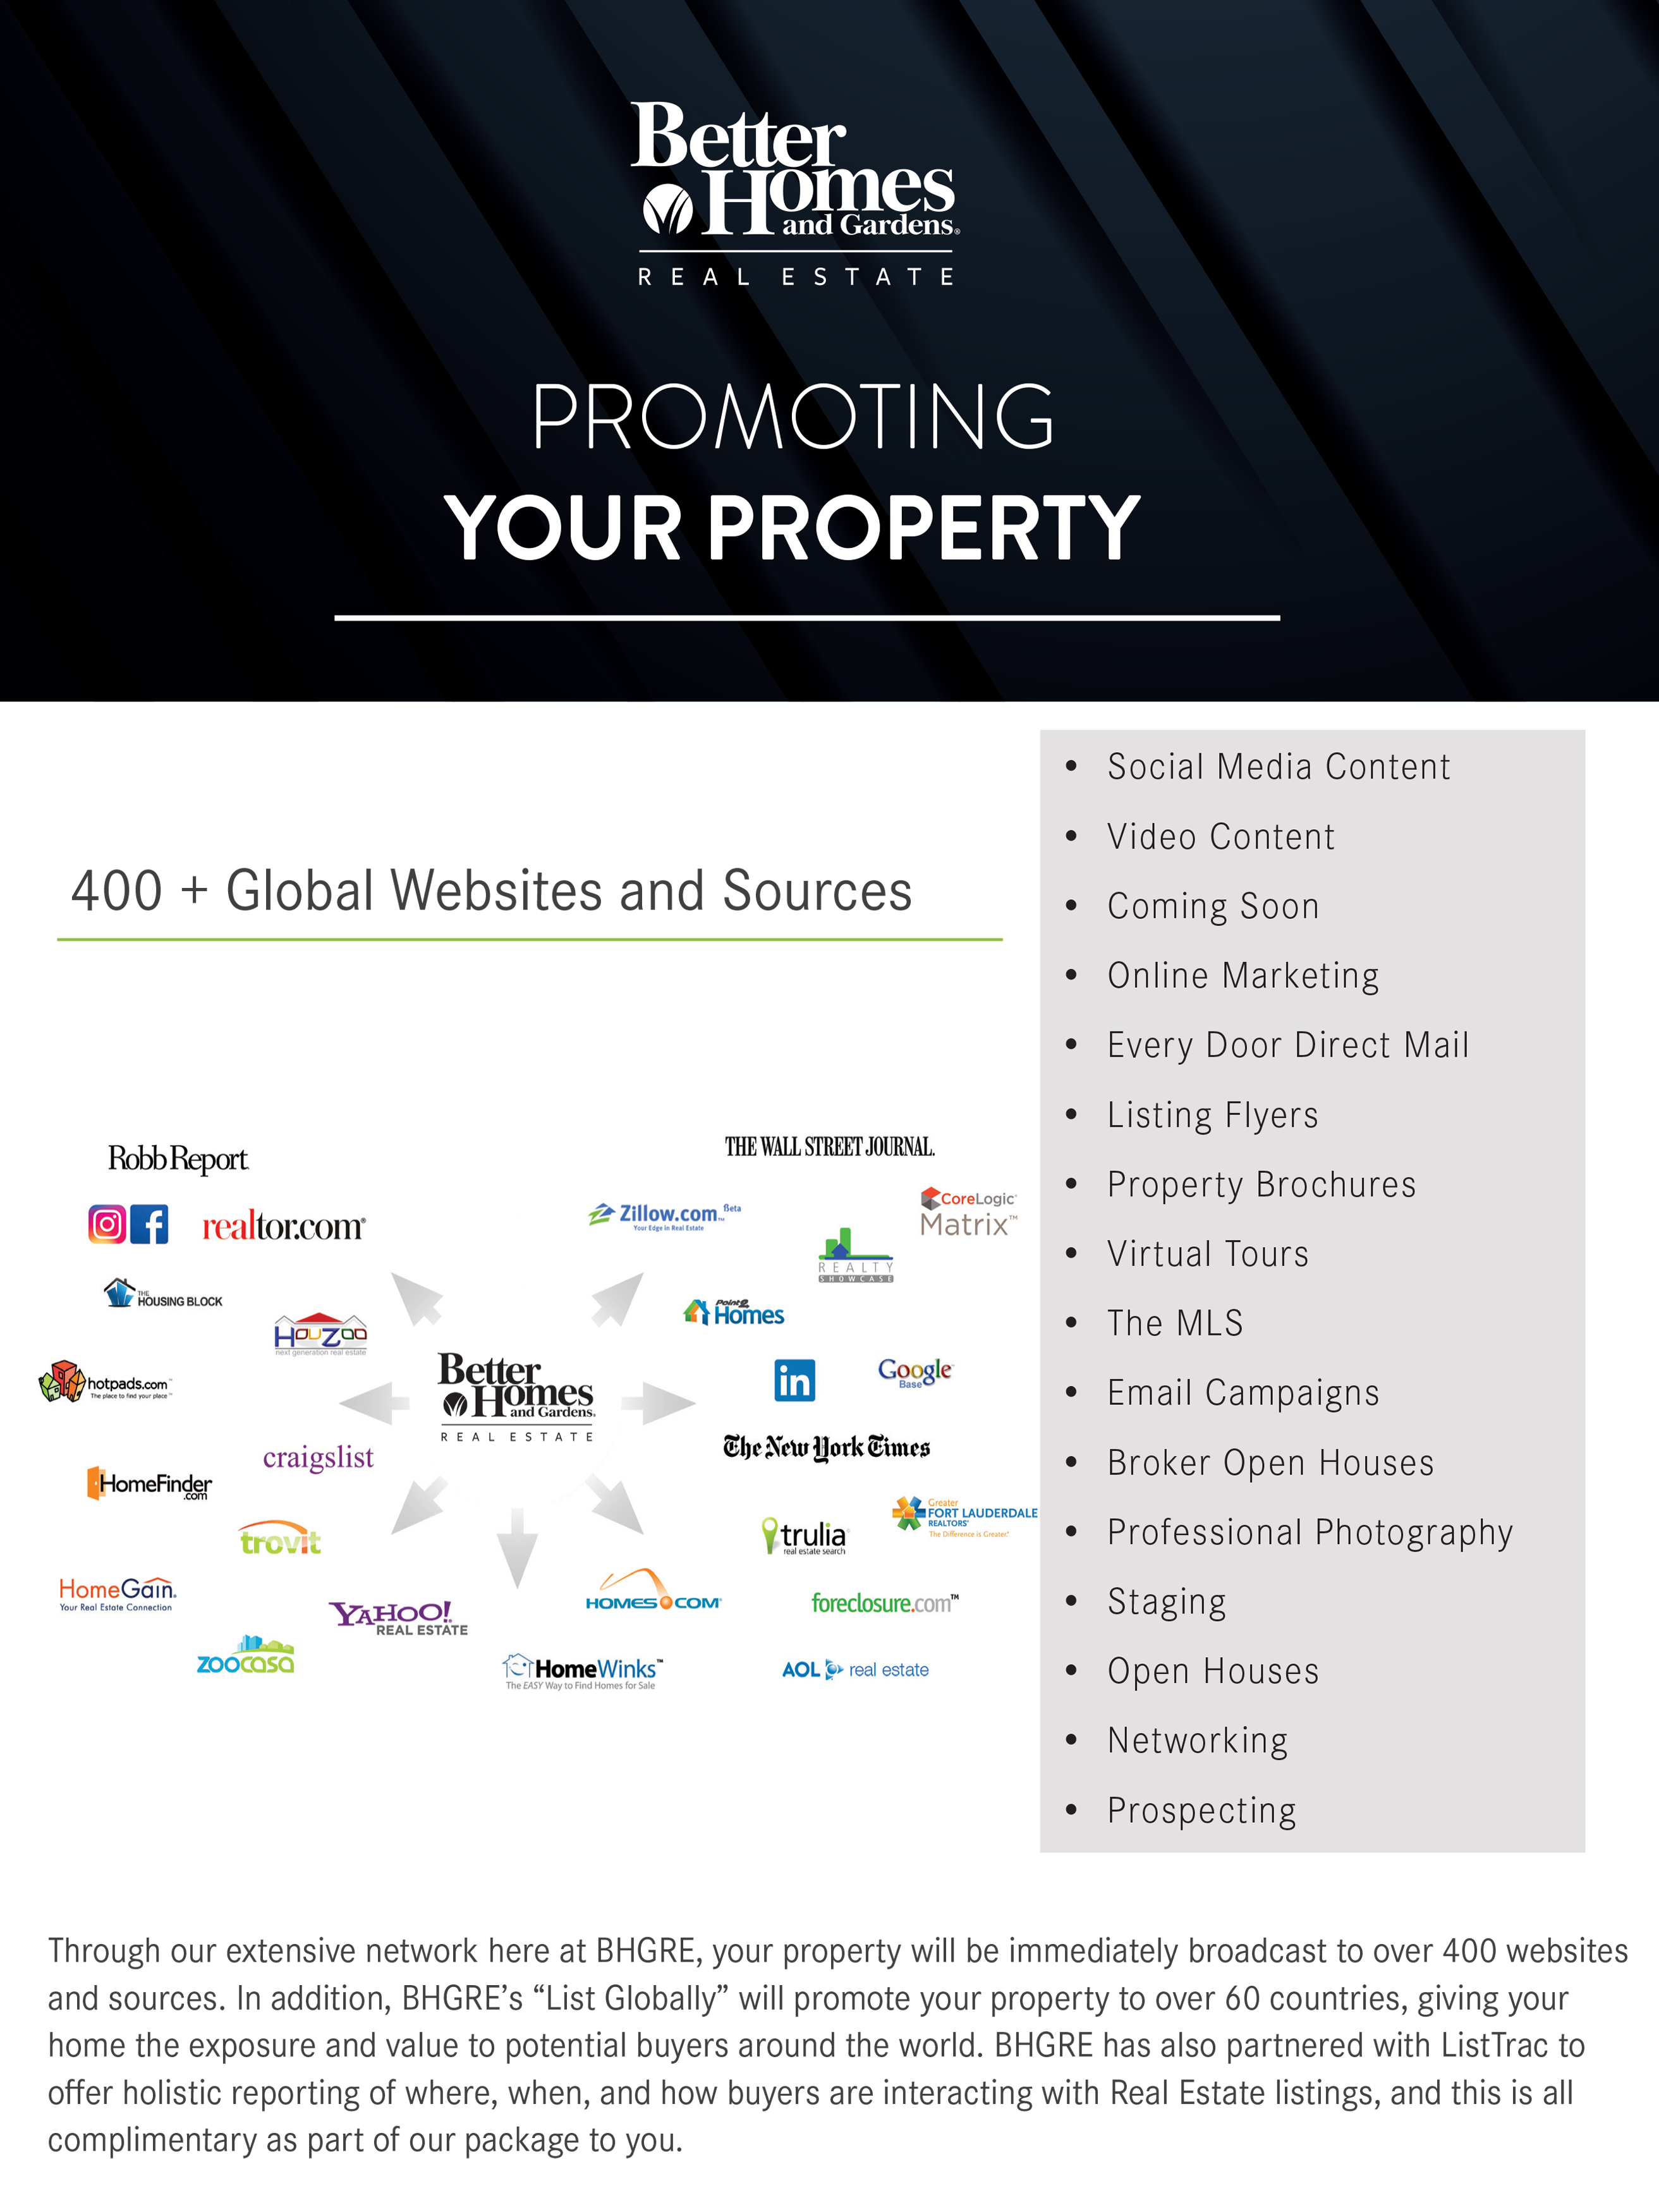 Better
Homes
and Gardens®
REAL ESTATE
PROMOTING
YOUR PROPERTY
400 + Global Websites and Sources
Robb Report
realtor.com®
THE
HOUSING BLOCK
HouZoo
next generation real estate
hotpads.com™
The place to find your place™
craigslist
HomeFinder
.com
trovit
HomeGain.
Your Real Estate Connection
zoocasa
YAHOO!
REAL ESTATE
Better
Homes
and Gardens.
REAL ESTATE
THE WALL STREET JOURNAL.
Zillow.com™ Beta
Your Edge in Real Estate
CoreLogic®
Matrix™
REALTY
SHOWCASE
Point2
Homes
in
Google™
Base
The New York Times
trulia
real estate search
Greater
FORT LAUDERDALE
REALTORS®
The Difference is Greater.®
HOMES.COM®
foreclosure.com™
HomeWinks™
The EASY Way to Find Homes for Sale
AOL real estate
• Social Media Content
• Video Content
• Coming Soon
• Online Marketing
• Every Door Direct Mail
• Listing Flyers
• Property Brochures
• Virtual Tours
• The MLS
• Email Campaigns
• Broker Open Houses
• Professional Photography
• Staging
• Open Houses
• Networking
• Prospecting
Through our extensive network here at BHGRE, your property will be immediately broadcast to over 400 websites
and sources. In addition, BHGRE’s “List Globally” will promote your property to over 60 countries, giving your
home the exposure and value to potential buyers around the world. BHGRE has also partnered with ListTrac to
offer holistic reporting of where, when, and how buyers are interacting with Real Estate listings, and this is all
complimentary as part of our package to you.